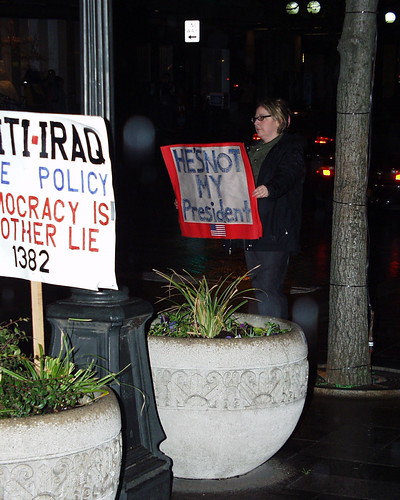 TI-IRAQ
E POLICY
MOCRACY IS
OTHER LIE
1382
HE'S NOT
MY
President